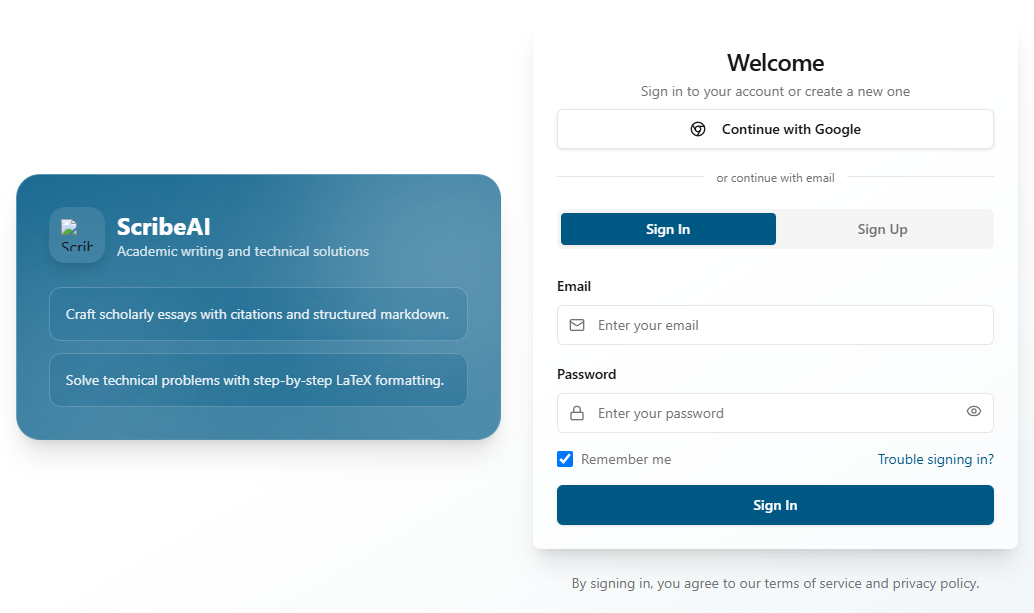 ScribeAI
Academic writing and technical solutions
Craft scholarly essays with citations and structured markdown.
Solve technical problems with step-by-step LaTeX formatting.
Welcome
Sign in to your account or create a new one
Continue with Google
or continue with email
Sign In
Sign Up
Email
Enter your email
Password
Enter your password
Remember me
Trouble signing in?
Sign In
By signing in, you agree to our terms of service and privacy policy.